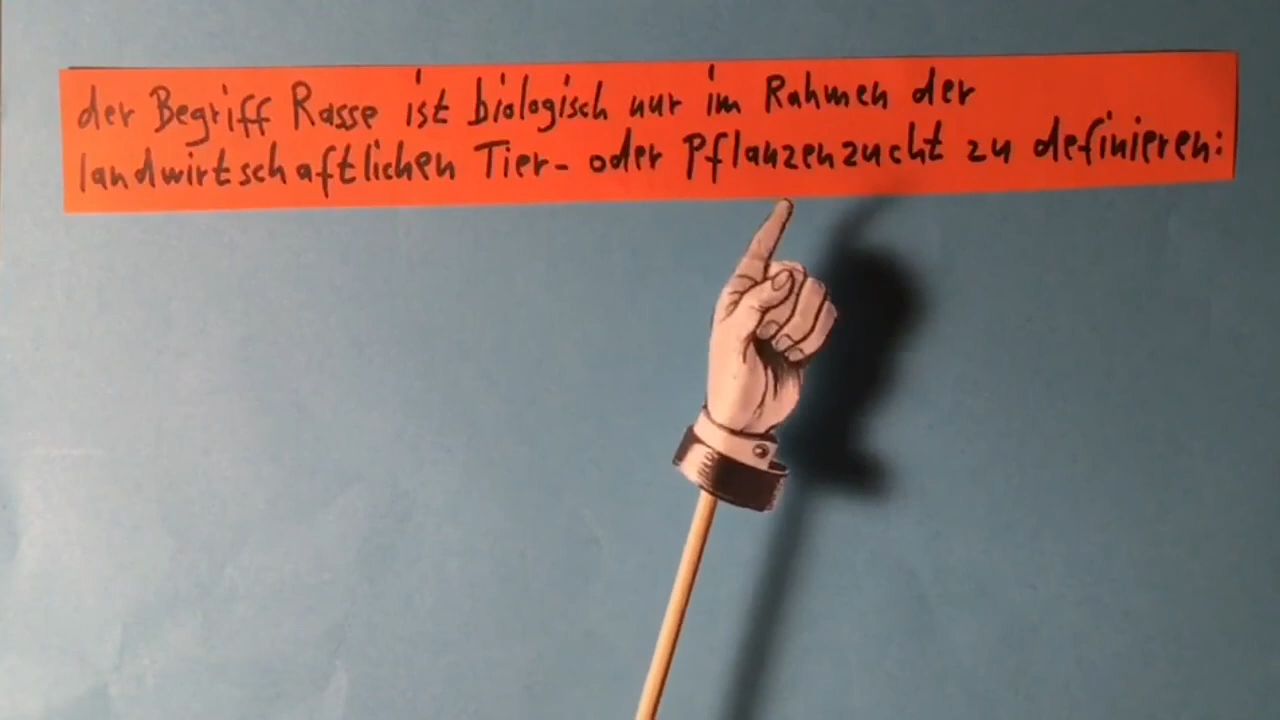 der Begriff Rasse ist biologisch nur im Rahmen der
landwirtschaftlichen Tier- oder Pflanzenzucht zu definieren: